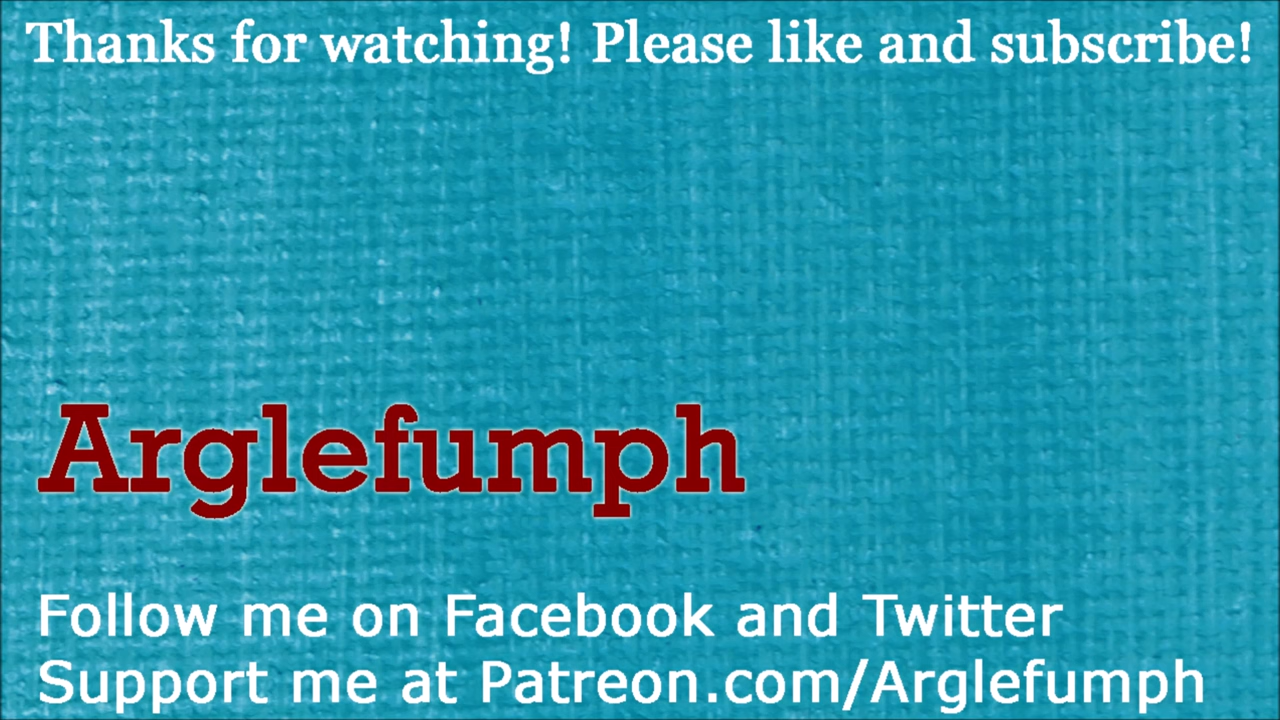 Thanks for watching! Please like and subscribe!
Arglefumph
Follow me on Facebook and Twitter
Support me at Patreon.com/Arglefumph